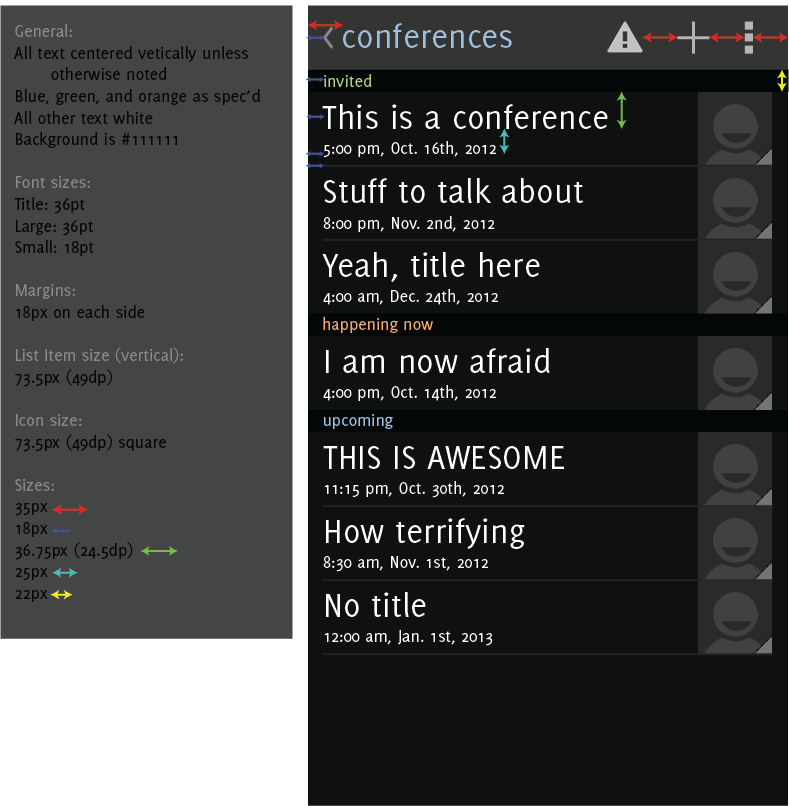 General:
All text centered vetically unless
otherwise noted
Blue, green, and orange as spec'd
All other text white
Background is #111111
Font sizes:
Title: 36pt
Large: 36pt
Small: 18pt
Margins:
18px on each side
List Item size (vertical):
73.5px (49dp)
Icon size:
73.5px (49dp) square
Sizes:
35px
18px
36.75px (24.5dp)
25px
22px
conferences
invited
This is a conference
5:00 pm, Oct. 16th, 2012
Stuff to talk about
8:00 pm, Nov. 2nd, 2012
Yeah, title here
4:00 am, Dec. 24th, 2012
happening now
I am now afraid
4:00 pm, Oct. 14th, 2012
upcoming
THIS IS AWESOME
11:15 pm, Oct. 30th, 2012
How terrifying
8:30 am, Nov. 1st, 2012
No title
12:00 am, Jan. 1st, 2013